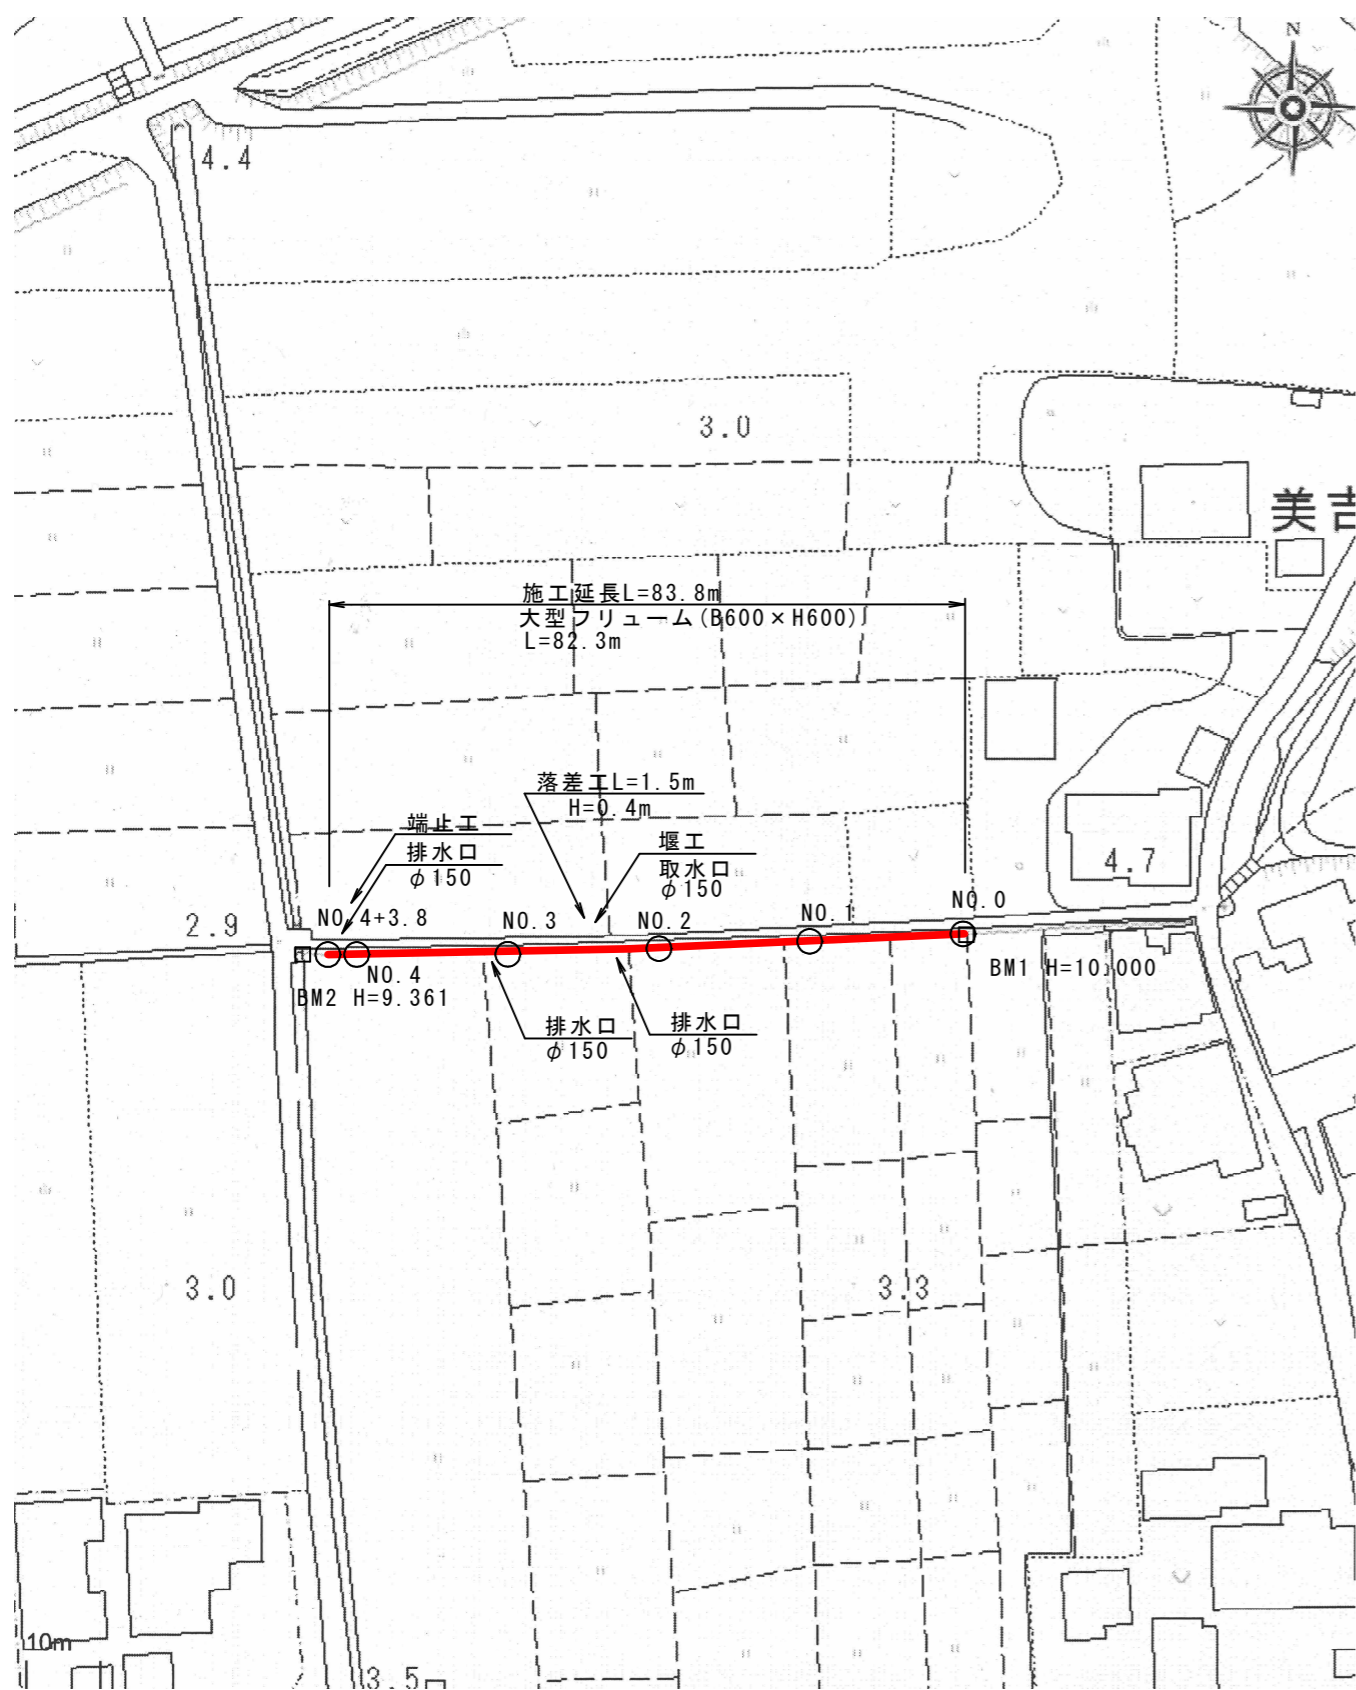 N
4.4
3.0
美吉
施工延長L=83.8m
大型フリューム(B600×H600)
L=82.3m
落差工L=1.5m
H=0.4m
端止工
排水口
φ150
堰工
取水口
φ150
4.7
2.9
NO.4+3.8
NO.3
NO.2
NO.1
NO.0
NO.4
BM2 H=9.361
BM1 H=10.000
排水口
φ150
排水口
φ150
3.0
3.3
10m
3.5